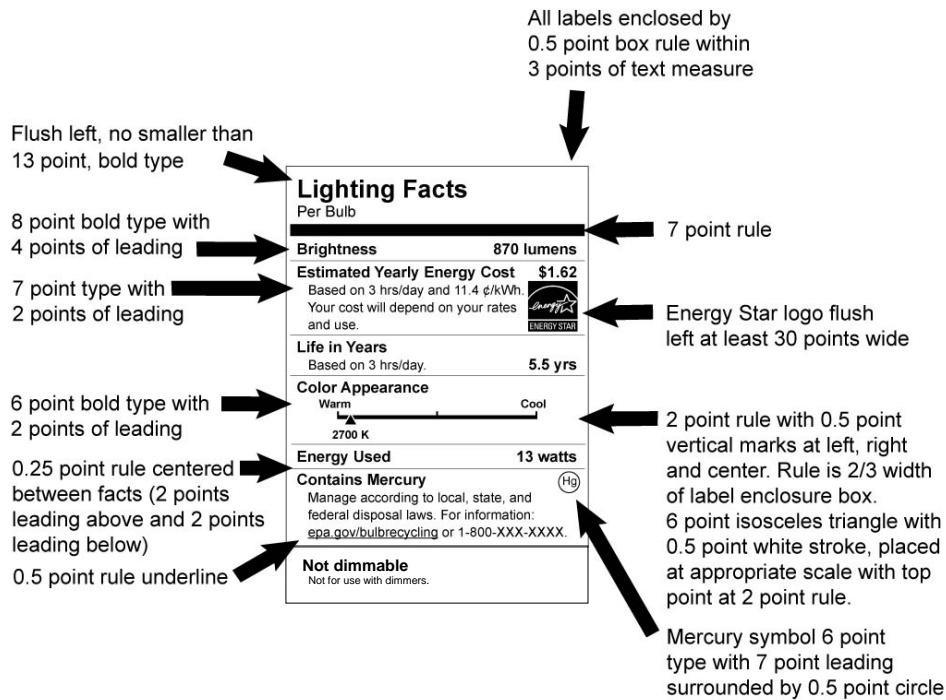 All labels enclosed by
0.5 point box rule within
3 points of text measure
Flush left, no smaller than
13 point, bold type
8 point bold type with
4 points of leading
7 point type with
2 points of leading
6 point bold type with
2 points of leading
0.25 point rule centered
between facts (2 points
leading above and 2 points
leading below)
0.5 point rule underline
Lighting Facts
Per Bulb
Brightness 870 lumens
Estimated Yearly Energy Cost $1.62
Based on 3 hrs/day and 11.4 ¢/kWh.
Your cost will depend on your rates
and use.
energy
ENERGY STAR
Life in Years
Based on 3 hrs/day. 5.5 yrs
Color Appearance
Warm Cool
2700 K
Energy Used 13 watts
Contains Mercury Hg
Manage according to local, state, and
federal disposal laws. For information:
epa.gov/bulbrecycling or 1-800-XXX-XXXX.
Not dimmable
Not for use with dimmers.
7 point rule
Energy Star logo flush
left at least 30 points wide
2 point rule with 0.5 point
vertical marks at left, right
and center. Rule is 2/3 width
of label enclosure box.
6 point isosceles triangle with
0.5 point white stroke, placed
at appropriate scale with top
point at 2 point rule.
Mercury symbol 6 point
type with 7 point leading
surrounded by 0.5 point circle